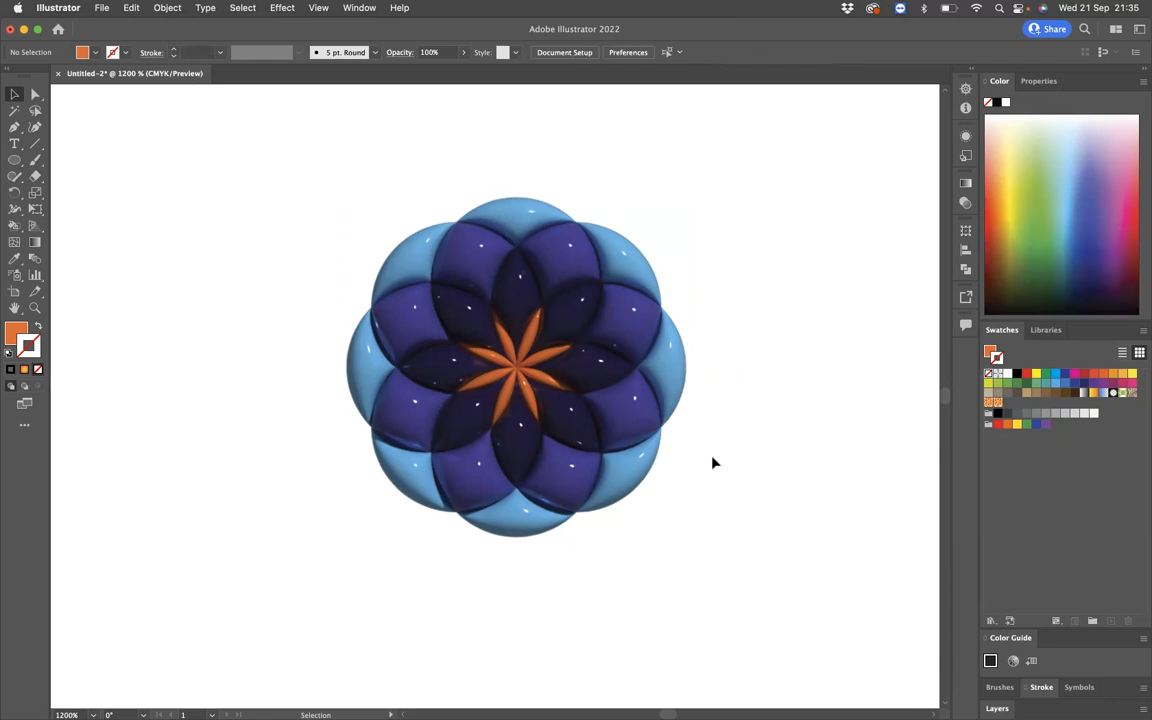 Illustrator File Edit Object Type Select Effect View Window Help Wed 21 Sep 21:35
Adobe Illustrator 2022 Share
No Selection Stroke: 5 pt. Round Opacity: 100% Style: Document Setup Preferences
Untitled-2* @ 1200 % (CMYK/Preview)
Color Properties
Swatches Libraries
Color Guide
Brushes Stroke Symbols
Layers
1200% 0° 1 Selection